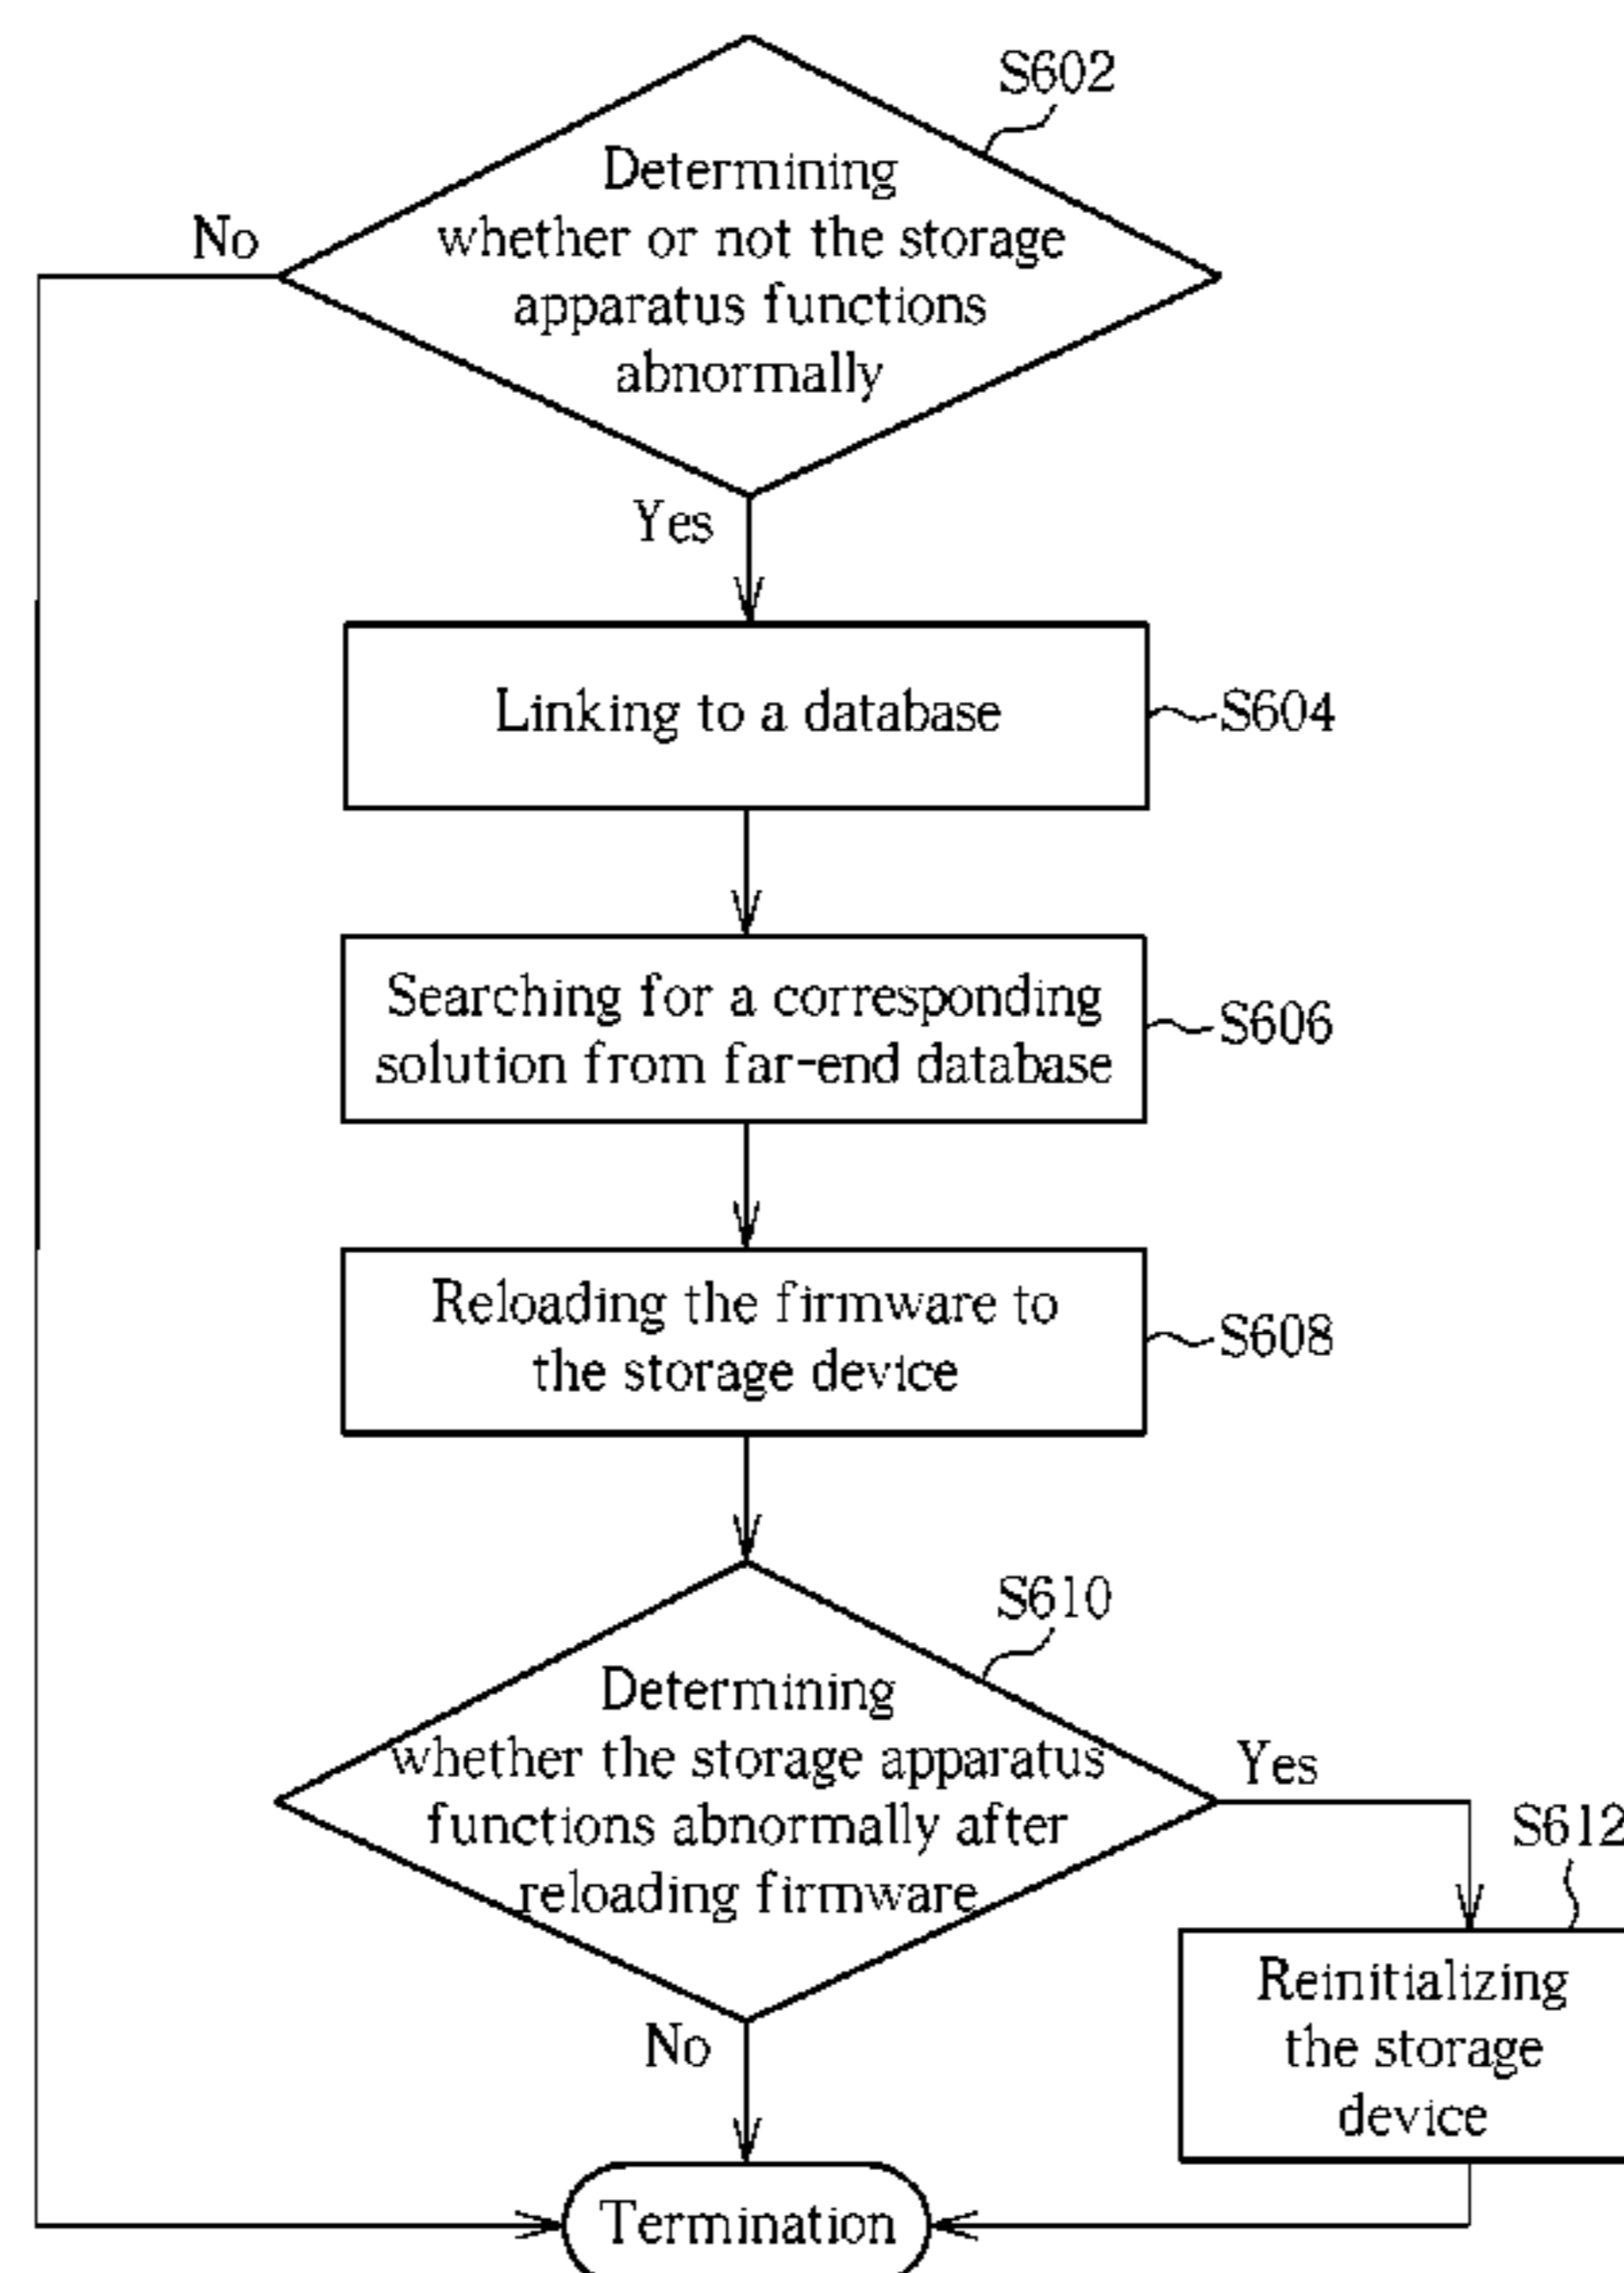 S602
Determining
whether or not the storage
apparatus functions
abnormally
No
Yes
Linking to a database
S604
Searching for a corresponding
solution from far-end database
S606
Reloading the firmware to
the storage device
S608
S610
Determining
whether the storage apparatus
functions abnormally after
reloading firmware
Yes
S612
Reinitializing
the storage
device
No
Termination